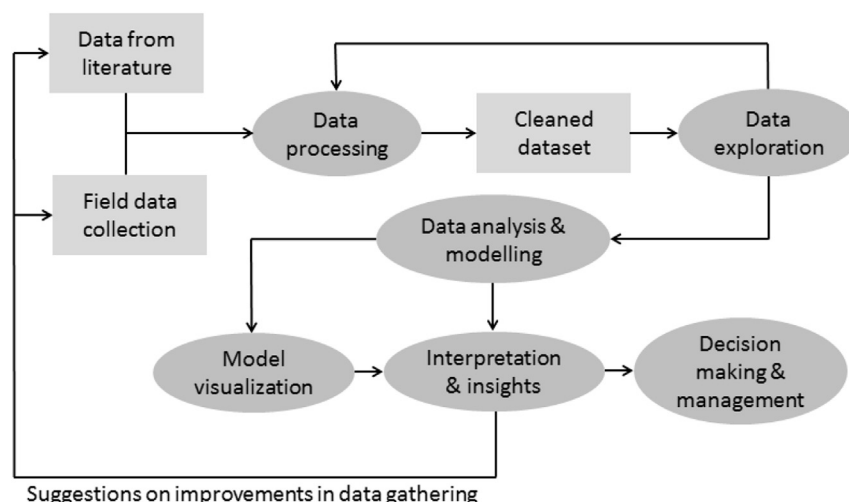 Data from
literature
Data
processing
Cleaned
dataset
Data
exploration
Field data
collection
Data analysis &
modelling
Model
visualization
Interpretation
& insights
Decision
making &
management
Suggestions on improvements in data gathering